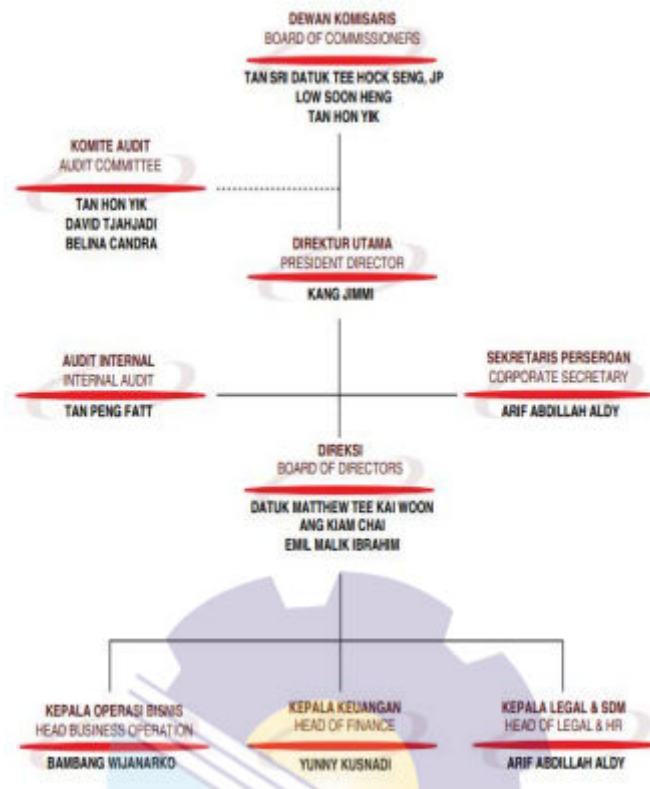 DEWAN KOMISARIS
BOARD OF COMMISSIONERS
TAN SRI DATUK TEE HOCK SENG, JP
LOW SOON HENG
TAN HON YIK
KOMITE AUDIT
AUDIT COMMITTEE
TAN HON YIK
DAVID TJAHJADI
BELINA CANDRA
DIREKTUR UTAMA
PRESIDENT DIRECTOR
KANG JIMMI
AUDIT INTERNAL
INTERNAL AUDIT
TAN PENG FATT
SEKRETARIS PERSEROAN
CORPORATE SECRETARY
ARIF ABDILLAH ALDY
DIREKSI
BOARD OF DIRECTORS
DATUK MATTHEW TEE KAI WOON
ANG KIAM CHAI
EMIL MALIK IBRAHIM
KEPALA OPERASI BISNIS
HEAD BUSINESS OPERATION
BAMBANG WIJANARKO
KEPALA KEUANGAN
HEAD OF FINANCE
YUNNY KUSNADI
KEPALA LEGAL & SDM
HEAD OF LEGAL & HR
ARIF ABDILLAH ALDY